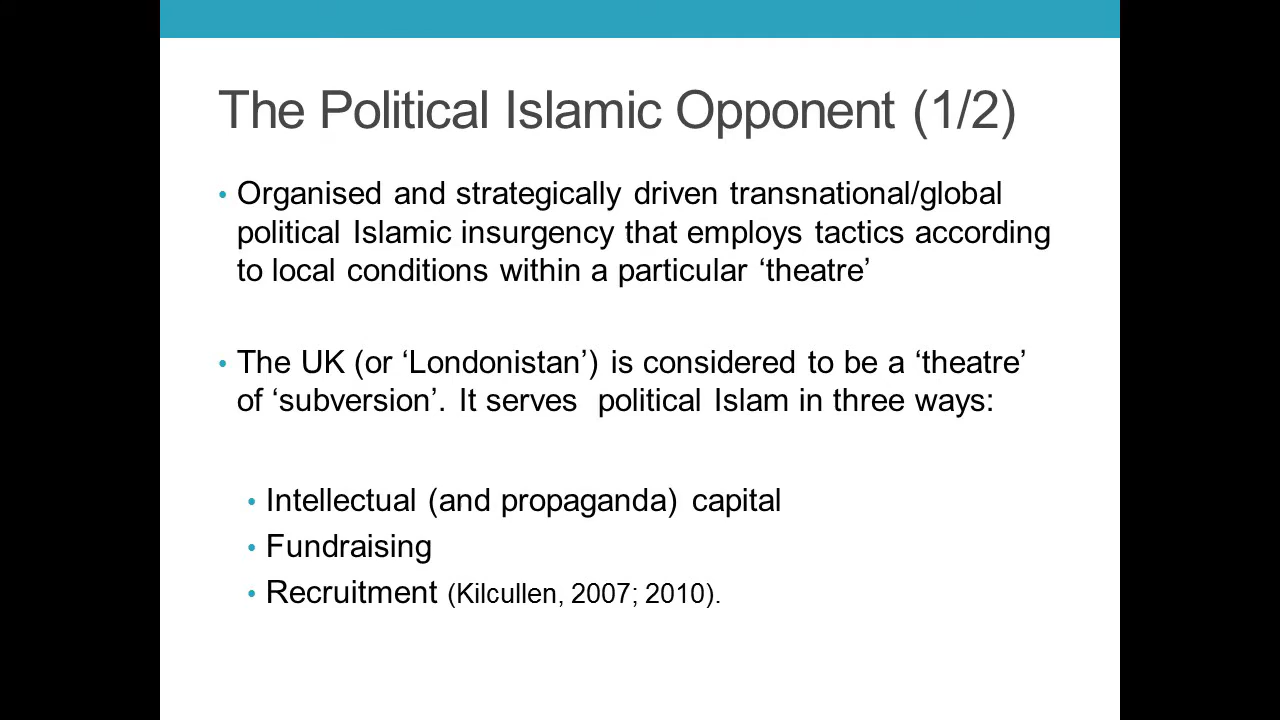 The Political Islamic Opponent (1/2)
• Organised and strategically driven transnational/global
political Islamic insurgency that employs tactics according
to local conditions within a particular ‘theatre’
• The UK (or ‘Londonistan’) is considered to be a ‘theatre’
of ‘subversion’. It serves  political Islam in three ways:
• Intellectual (and propaganda) capital
• Fundraising
• Recruitment (Kilcullen, 2007; 2010).